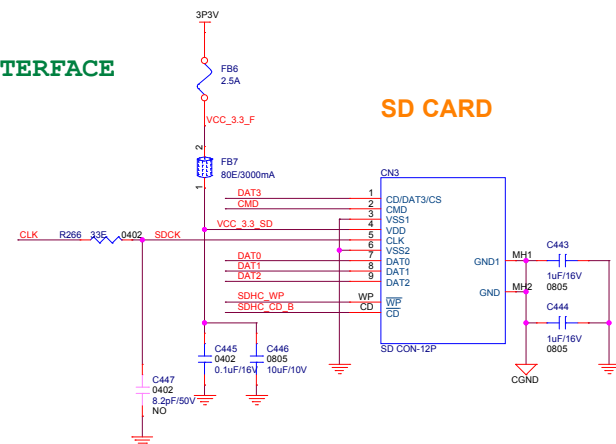 3P3V
TERFACE
FB6
2.5A
SD CARD
VCC_3.3_F
2
FB7
80E/3000mA
1
CN3
DAT3
1
CD/DAT3/CS
CMD
2
CMD
3
VSS1
VCC_3.3_SD
4
VDD
CLK
R266
33E
0402
SDCK
5
CLK
6
VSS2
DAT0
7
DAT0
DAT1
8
DAT1
DAT2
9
DAT2
GND1
MH1
C443
1uF/16V
0805
SDHC_WP
WP
WP
SDHC_CD_B
CD
CD
GND
MH2
C444
1uF/16V
0805
SD CON-12P
C445
0402
0.1uF/16V
C446
0805
10uF/10V
CGND
C447
0402
8.2pF/50V
NO